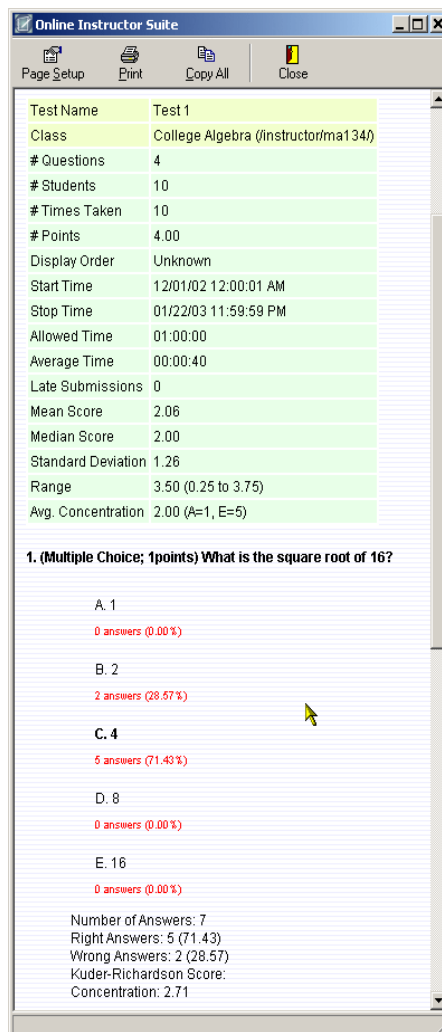 Online Instructor Suite
Page Setup Print Copy All Close
Test Name Test 1
Class College Algebra (/instructor/ma134/)
# Questions 4
# Students 10
# Times Taken 10
# Points 4.00
Display Order Unknown
Start Time 12/01/02 12:00:01 AM
Stop Time 01/22/03 11:59:59 PM
Allowed Time 01:00:00
Average Time 00:00:40
Late Submissions 0
Mean Score 2.06
Median Score 2.00
Standard Deviation 1.26
Range 3.50 (0.25 to 3.75)
Avg. Concentration 2.00 (A=1, E=5)
1. (Multiple Choice; 1points) What is the square root of 16?
A. 1
0 answers (0.00%)
B. 2
2 answers (28.57%)
C. 4
5 answers (71.43%)
D. 8
0 answers (0.00%)
E. 16
0 answers (0.00%)
Number of Answers: 7
Right Answers: 5 (71.43)
Wrong Answers: 2 (28.57)
Kuder-Richardson Score:
Concentration: 2.71